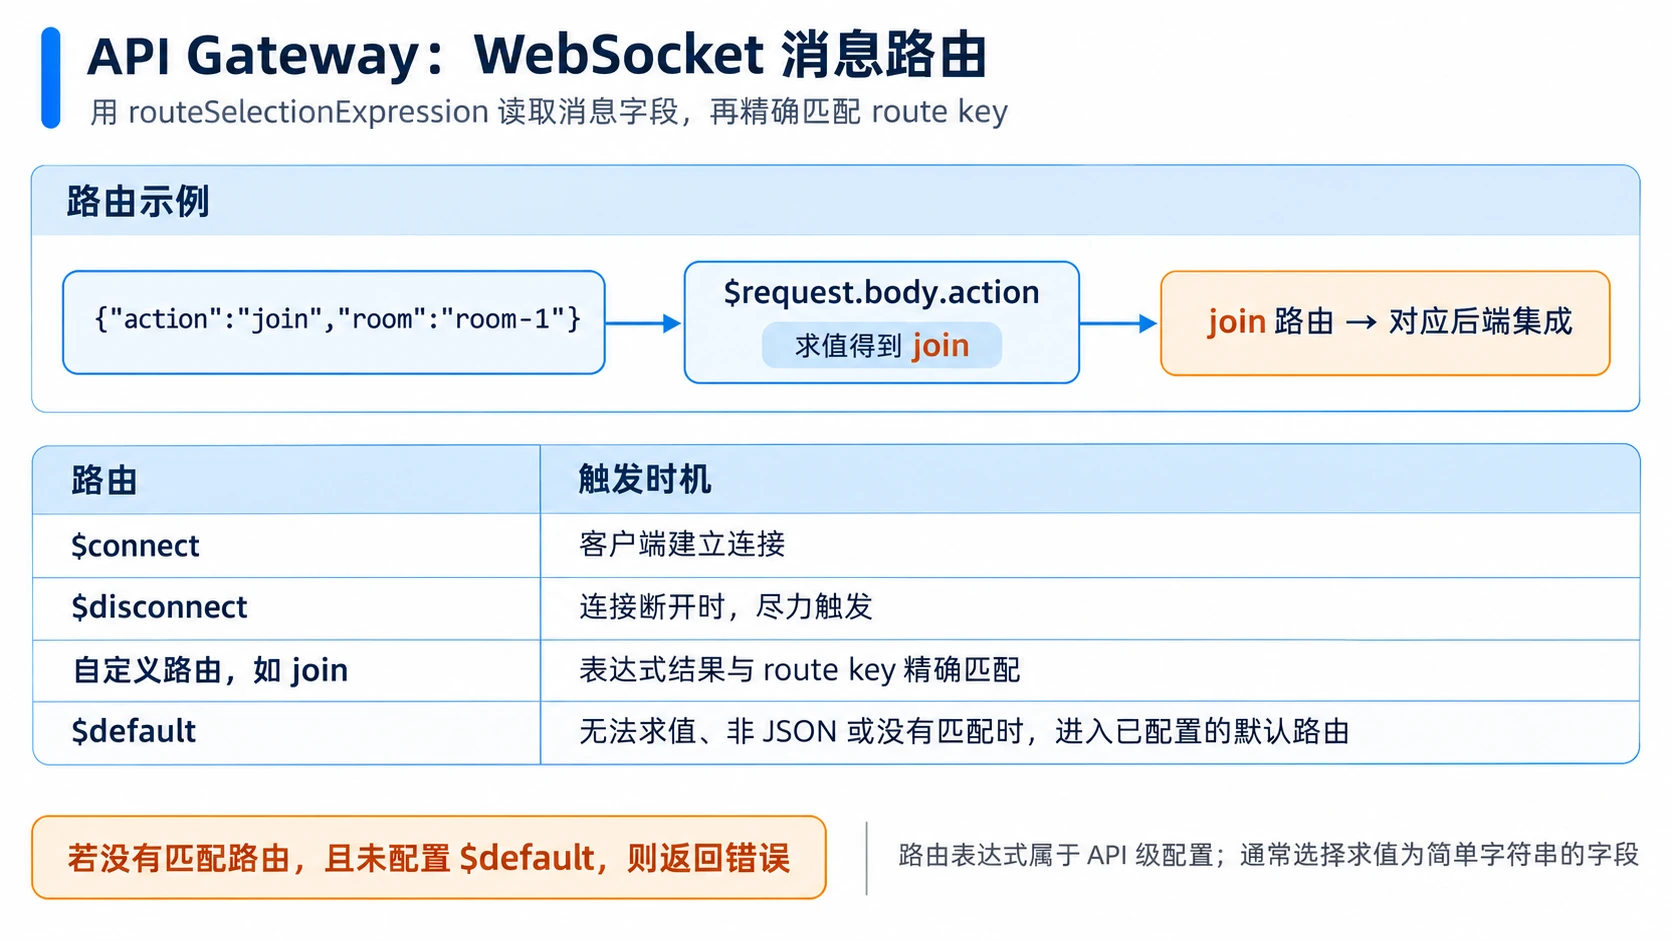 API Gateway：WebSocket 消息路由
用 routeSelectionExpression 读取消息字段，再精确匹配 route key
路由示例
{"action":"join","room":"room-1"}
$request.body.action
求值得到 join
join 路由 → 对应后端集成
路由
触发时机
$connect
客户端建立连接
$disconnect
连接断开时，尽力触发
自定义路由，如 join
表达式结果与 route key 精确匹配
$default
无法求值、非 JSON 或没有匹配时，进入已配置的默认路由
若没有匹配路由，且未配置 $default，则返回错误
路由表达式属于 API 级配置；通常选择求值为简单字符串的字段